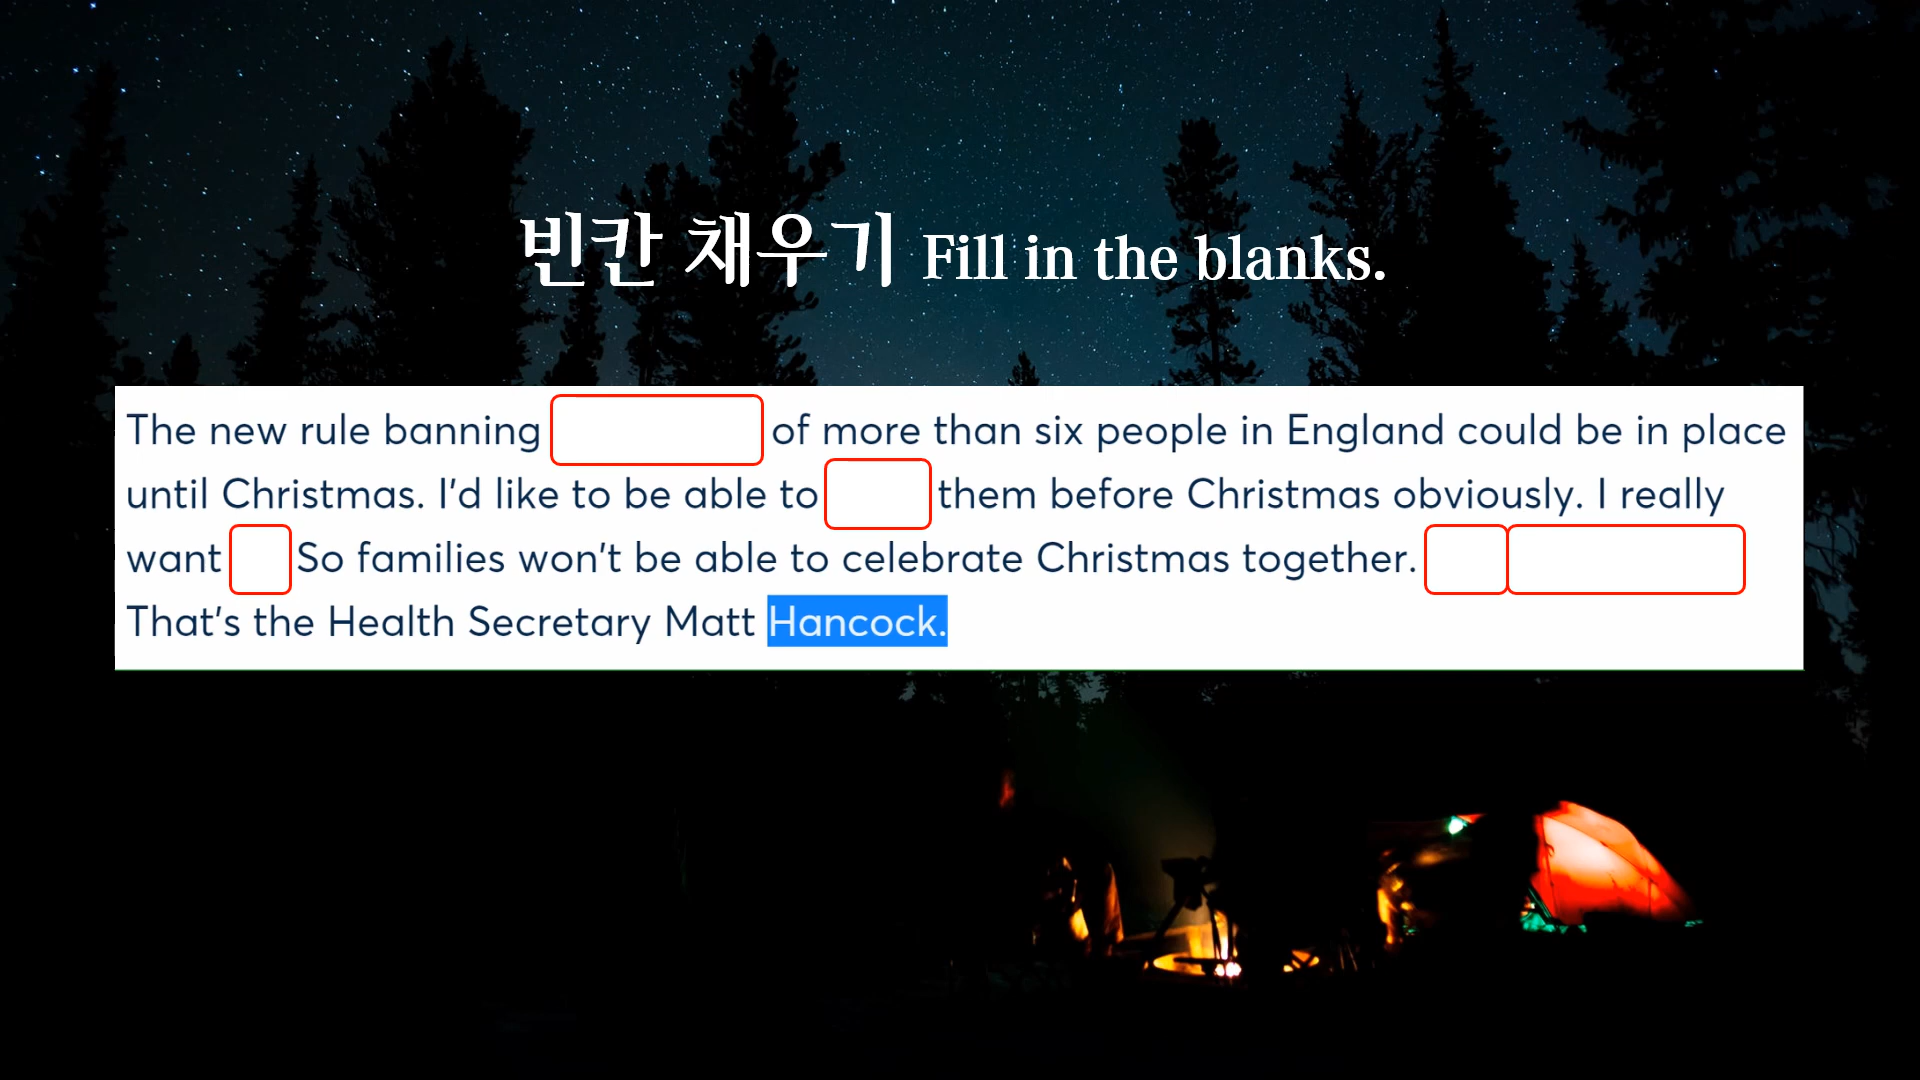 빈칸 채우기 Fill in the blanks.
The new rule banning of more than six people in England could be in place
until Christmas. I'd like to be able to them before Christmas obviously. I really
want So families won't be able to celebrate Christmas together.
That's the Health Secretary Matt Hancock.